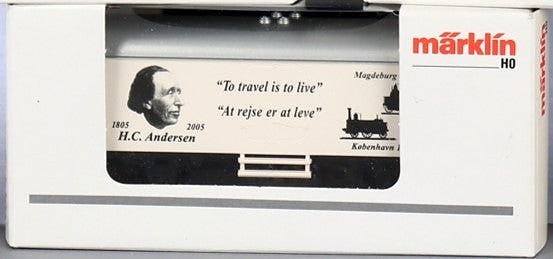 märklin
HO
Magdeburg
"To travel is to live"
"At rejse er at leve"
1805 2005
H.C. Andersen
København